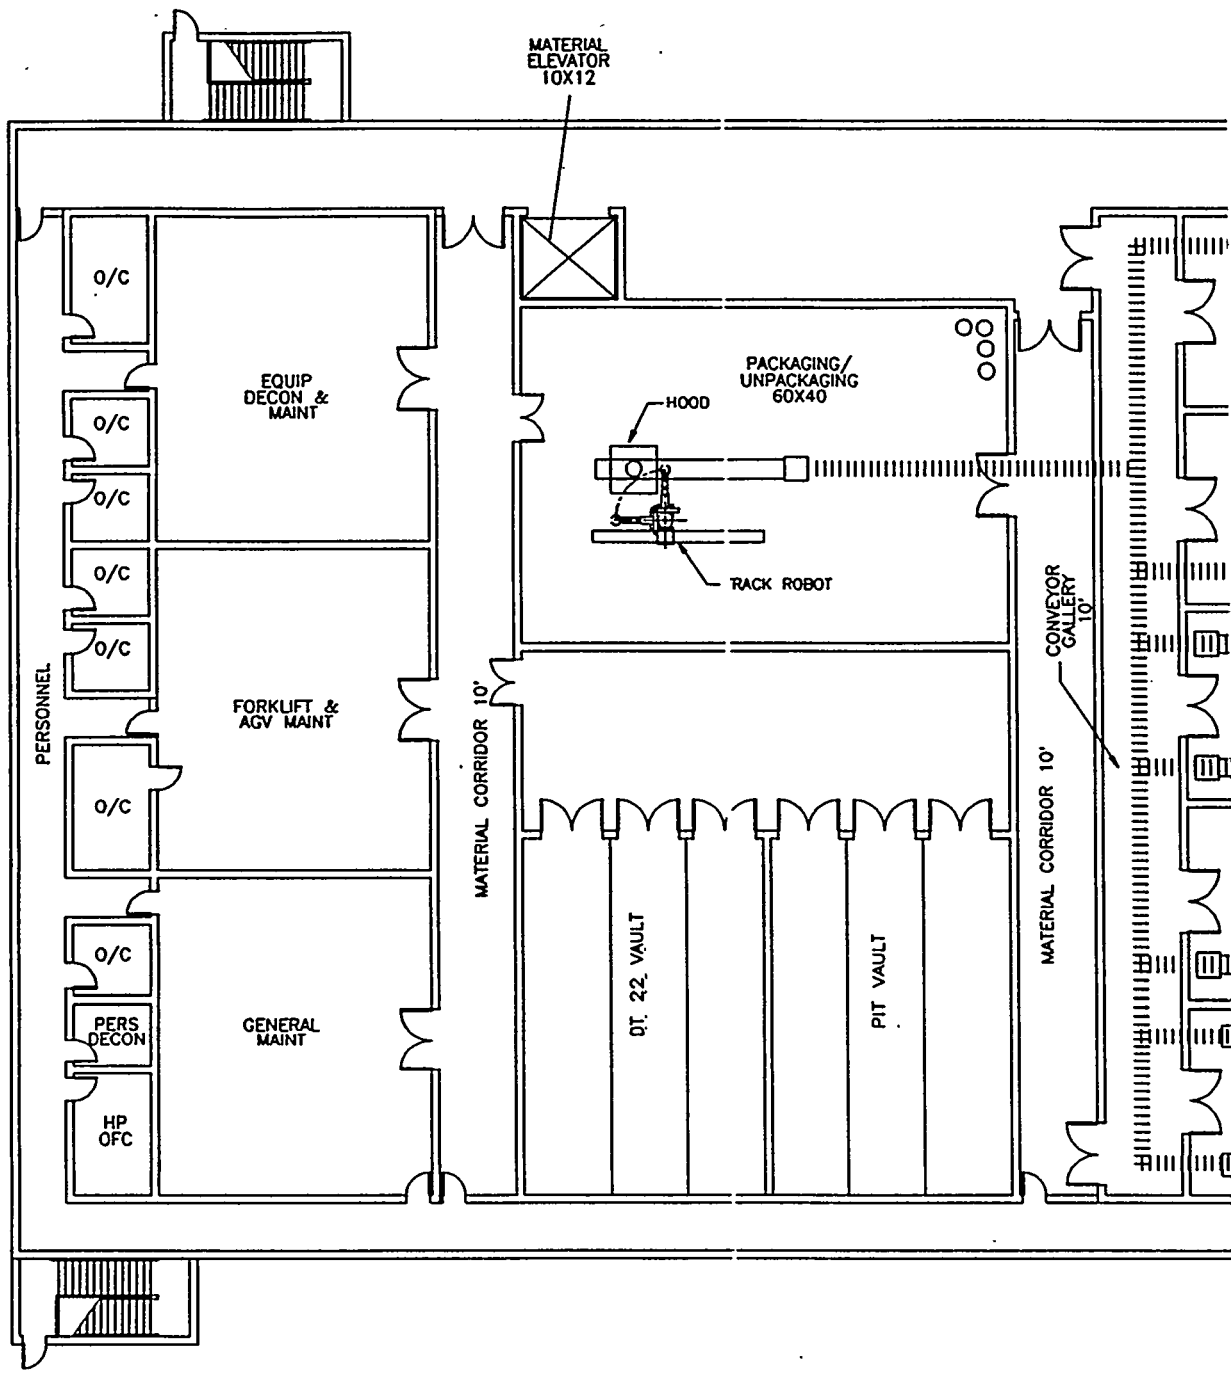 MATERIAL
ELEVATOR
10X12
O/C
EQUIP
DECON &
MAINT
O/C
O/C
O/C
O/C
PACKAGING/
UNPACKAGING
60X40
HOOD
TRACK ROBOT
CONVEYOR
GALLERY
10'
PERSONNEL
FORKLIFT &
AGV MAINT
MATERIAL CORRIDOR 10'
MATERIAL CORRIDOR 10'
O/C
O/C
PERS
DECON
GENERAL
MAINT
HP
OFC
DT 22 VAULT
PIT VAULT